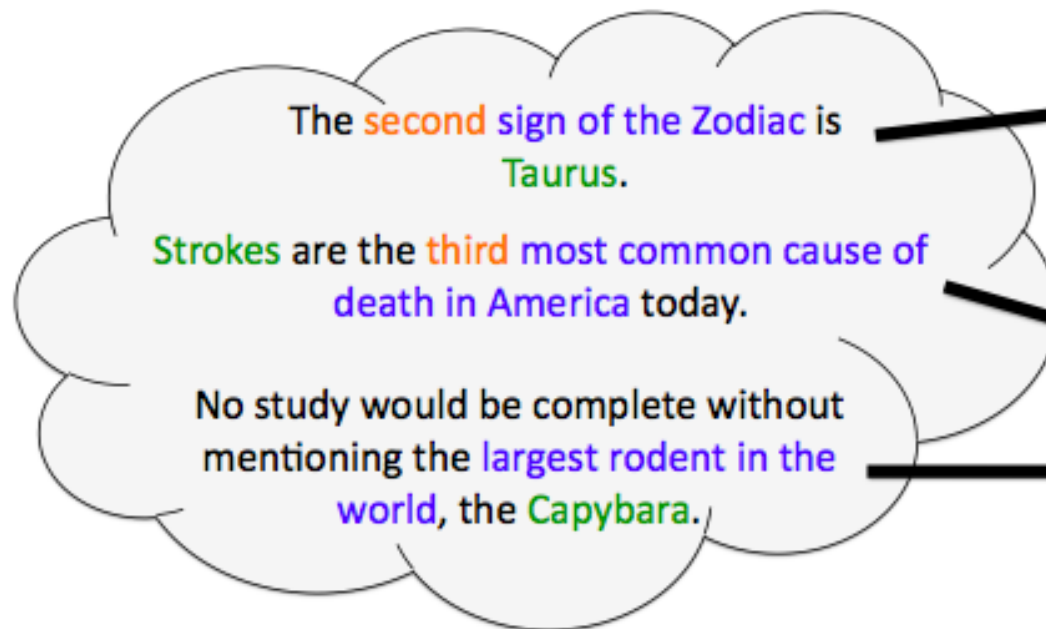 The second sign of the Zodiac is
Taurus.
Strokes are the third most common cause of
death in America today.
No study would be complete without
mentioning the largest rodent in the
world, the Capybara.